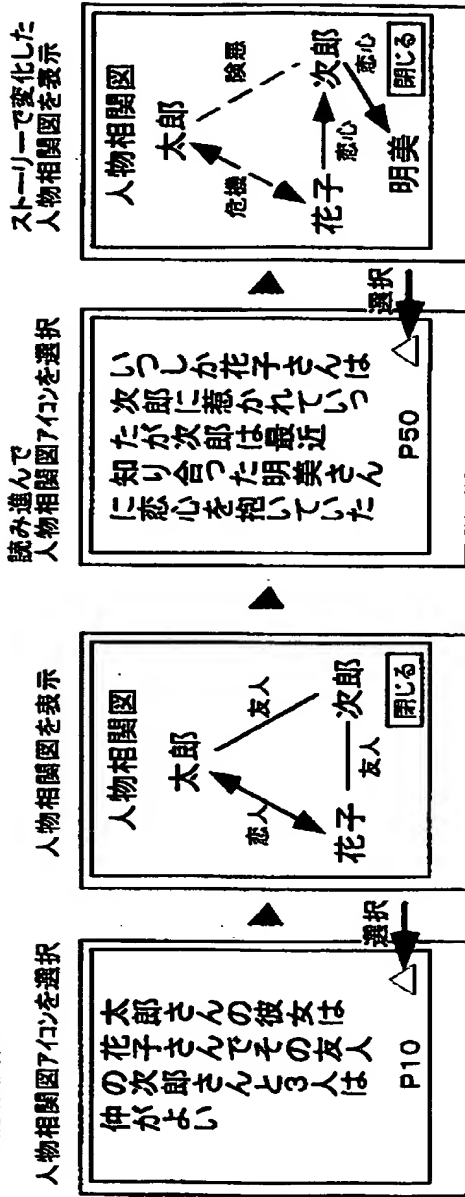 人物相関図アイコンを選択
太郎さんの彼女は
花子さんでその友人
の次郎さんと3人は
仲がよい
P10
選択
人物相関図を表示
人物相関図
太郎
恋人
友人
花子
次郎
友人
閉じる
読み進んで
人物相関図アイコンを選択
いつしか花子さんは
次郎に惹かれていっ
たが次郎は最近
知り合った明美さん
に恋心を抱いていた
P50
選択
ストーリーで変化した
人物相関図を表示
人物相関図
太郎
危機
険悪
花子
次郎
恋心
恋心
明美
閉じる